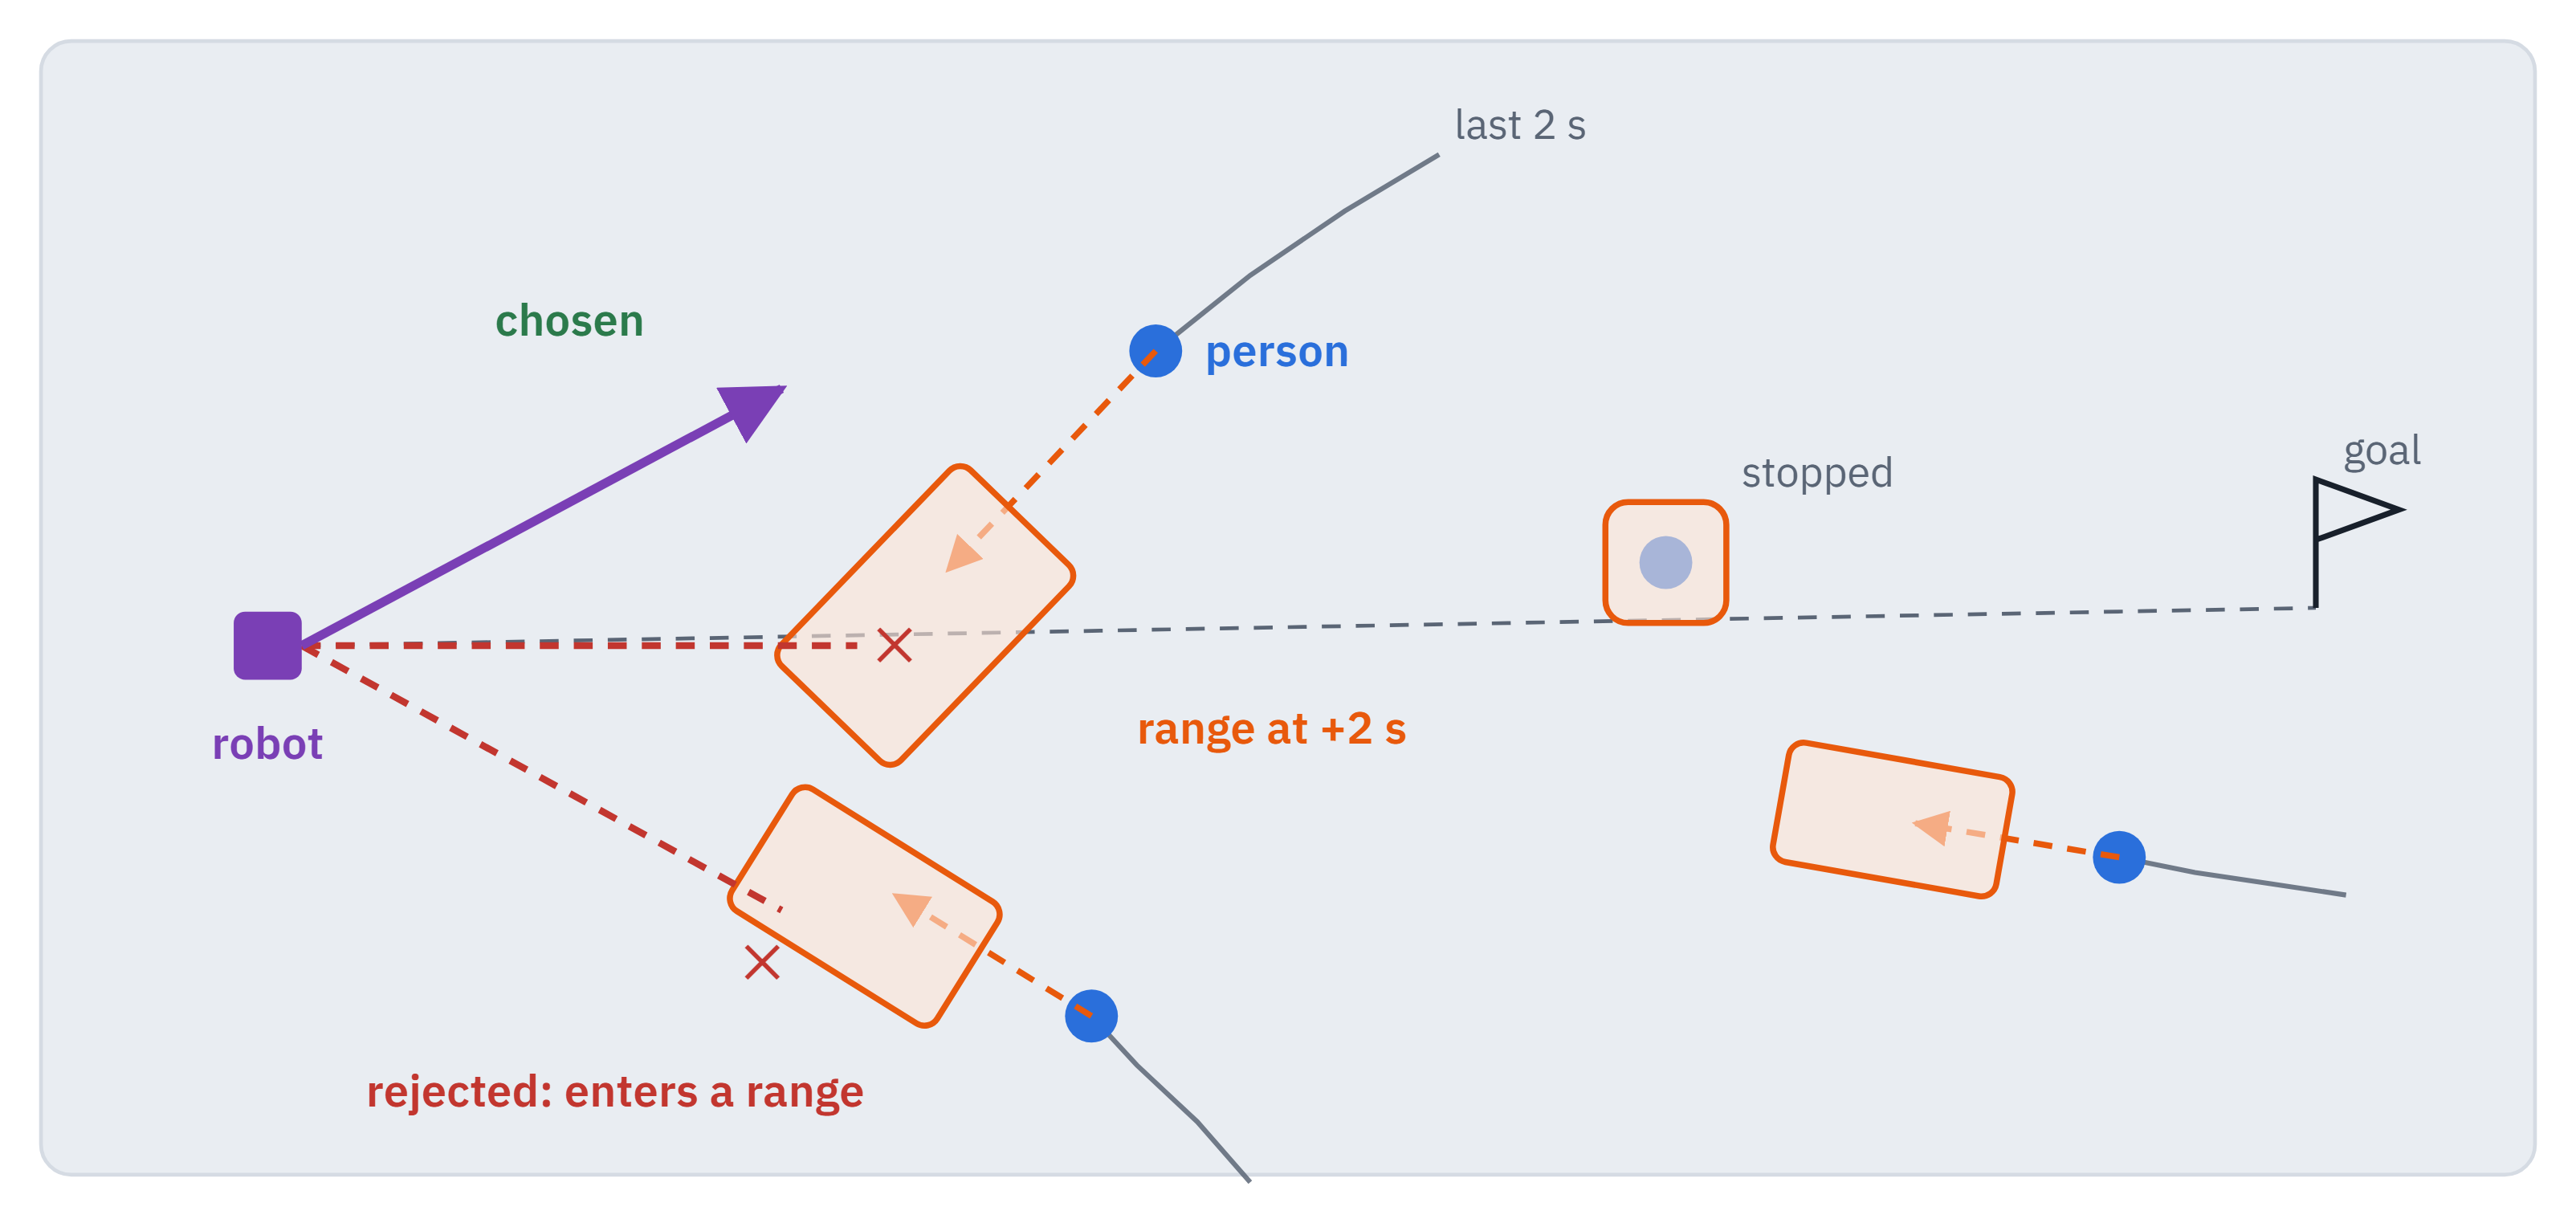 last 2 s
chosen
person
goal
stopped
robot
range at +2 s
rejected: enters a range